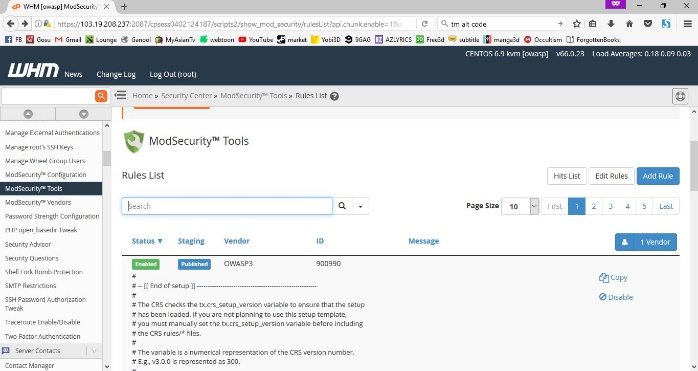 WHM [owasp] ModSecurity™
https://103.19.208.237:2087/cpsess0402124187/scripts2/show_mod_security/rulesList?api.chunk.enable=1&
tm alt code
FB Gosu Gmail Lounge Ganool MyAsianTv webtoon YouTube market Yobi3D 9GAG AZLYRICS Free3d subtitle manga3d Occultism ForgottenBooks
CENTOS 6.9 kvm [owasp] v66.0.23 Load Averages: 0.18 0.09 0.03
WHM News Change Log Log Out (root)
Home » Security Center » ModSecurity™ Tools » Rules List
Manage External Authentications
Manage root's SSH Keys
Manage Wheel Group Users
ModSecurity™ Configuration
ModSecurity™ Tools
ModSecurity™ Vendors
Password Strength Configuration
PHP open_basedir Tweak
Security Advisor
Security Questions
Shell Fork Bomb Protection
SMTP Restrictions
SSH Password Authorization
Tweak
Traceroute Enable/Disable
Two-Factor Authentication
Server Contacts
Contact Manager
ModSecurity™ Tools
Rules List
Hits List Edit Rules Add Rule
Search
Page Size 10 First 1 2 3 4 5 Last
Status ▼ Staging Vendor ID Message
1 Vendor
Enabled Published OWASP3 900990
Copy
Disable
#
# -- [[ End of setup ]] --------------------------------------------------
#
# The CRS checks the tx.crs_setup_version variable to ensure that the setup
# has been loaded. If you are not planning to use this setup template,
# you must manually set the tx.crs_setup_version variable before including
# the CRS rules/* files.
#
# The variable is a numerical representation of the CRS version number.
# E.g., v3.0.0 is represented as 300.